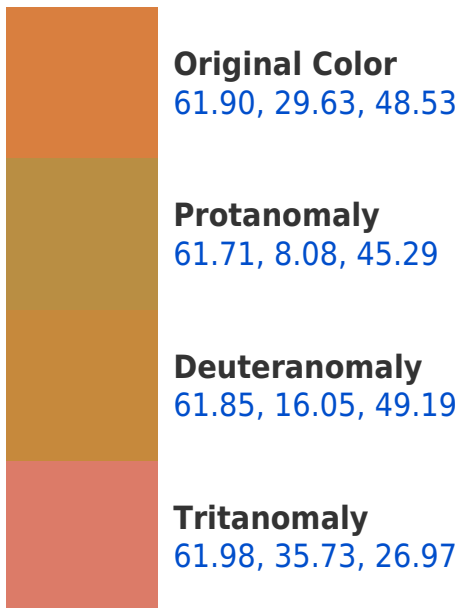 Original Color
61.90, 29.63, 48.53
Protanomaly
61.71, 8.08, 45.29
Deuteranomaly
61.85, 16.05, 49.19
Tritanomaly
61.98, 35.73, 26.97